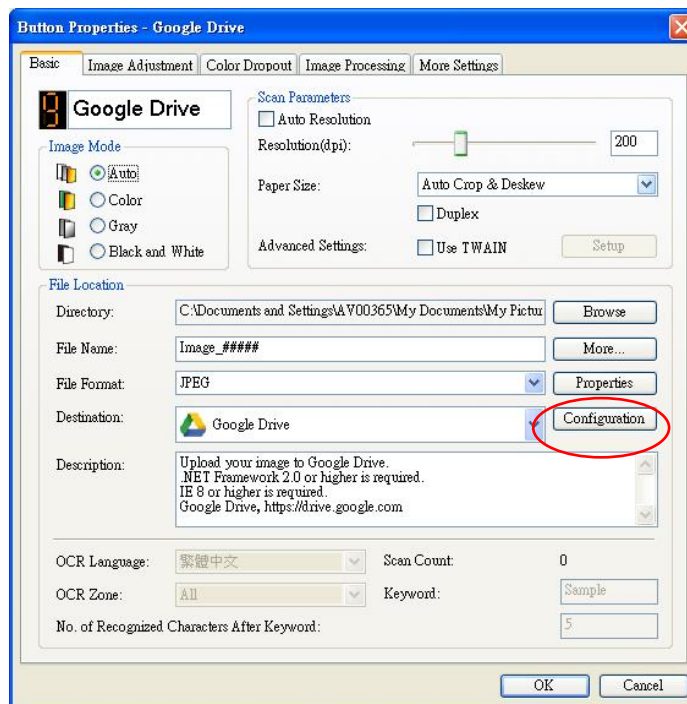 Button Properties - Google Drive
Basic Image Adjustment Color Dropout Image Processing More Settings
9 Google Drive
Scan Parameters
Auto Resolution
Resolution(dpi): 200
Paper Size: Auto Crop & Deskew
Duplex
Advanced Settings: Use TWAIN Setup
Image Mode
Auto
Color
Gray
Black and White
File Location
Directory: C:\Documents and Settings\AV00365\My Documents\My Pictur Browse
File Name: Image_##### More...
File Format: JPEG Properties
Destination: Google Drive Configuration
Description: Upload your image to Google Drive.
.NET Framework 2.0 or higher is required.
IE 8 or higher is required.
Google Drive, https://drive.google.com
OCR Language: 繁體中文 Scan Count: 0
OCR Zone: All Keyword: Sample
No. of Recognized Characters After Keyword: 5
OK Cancel